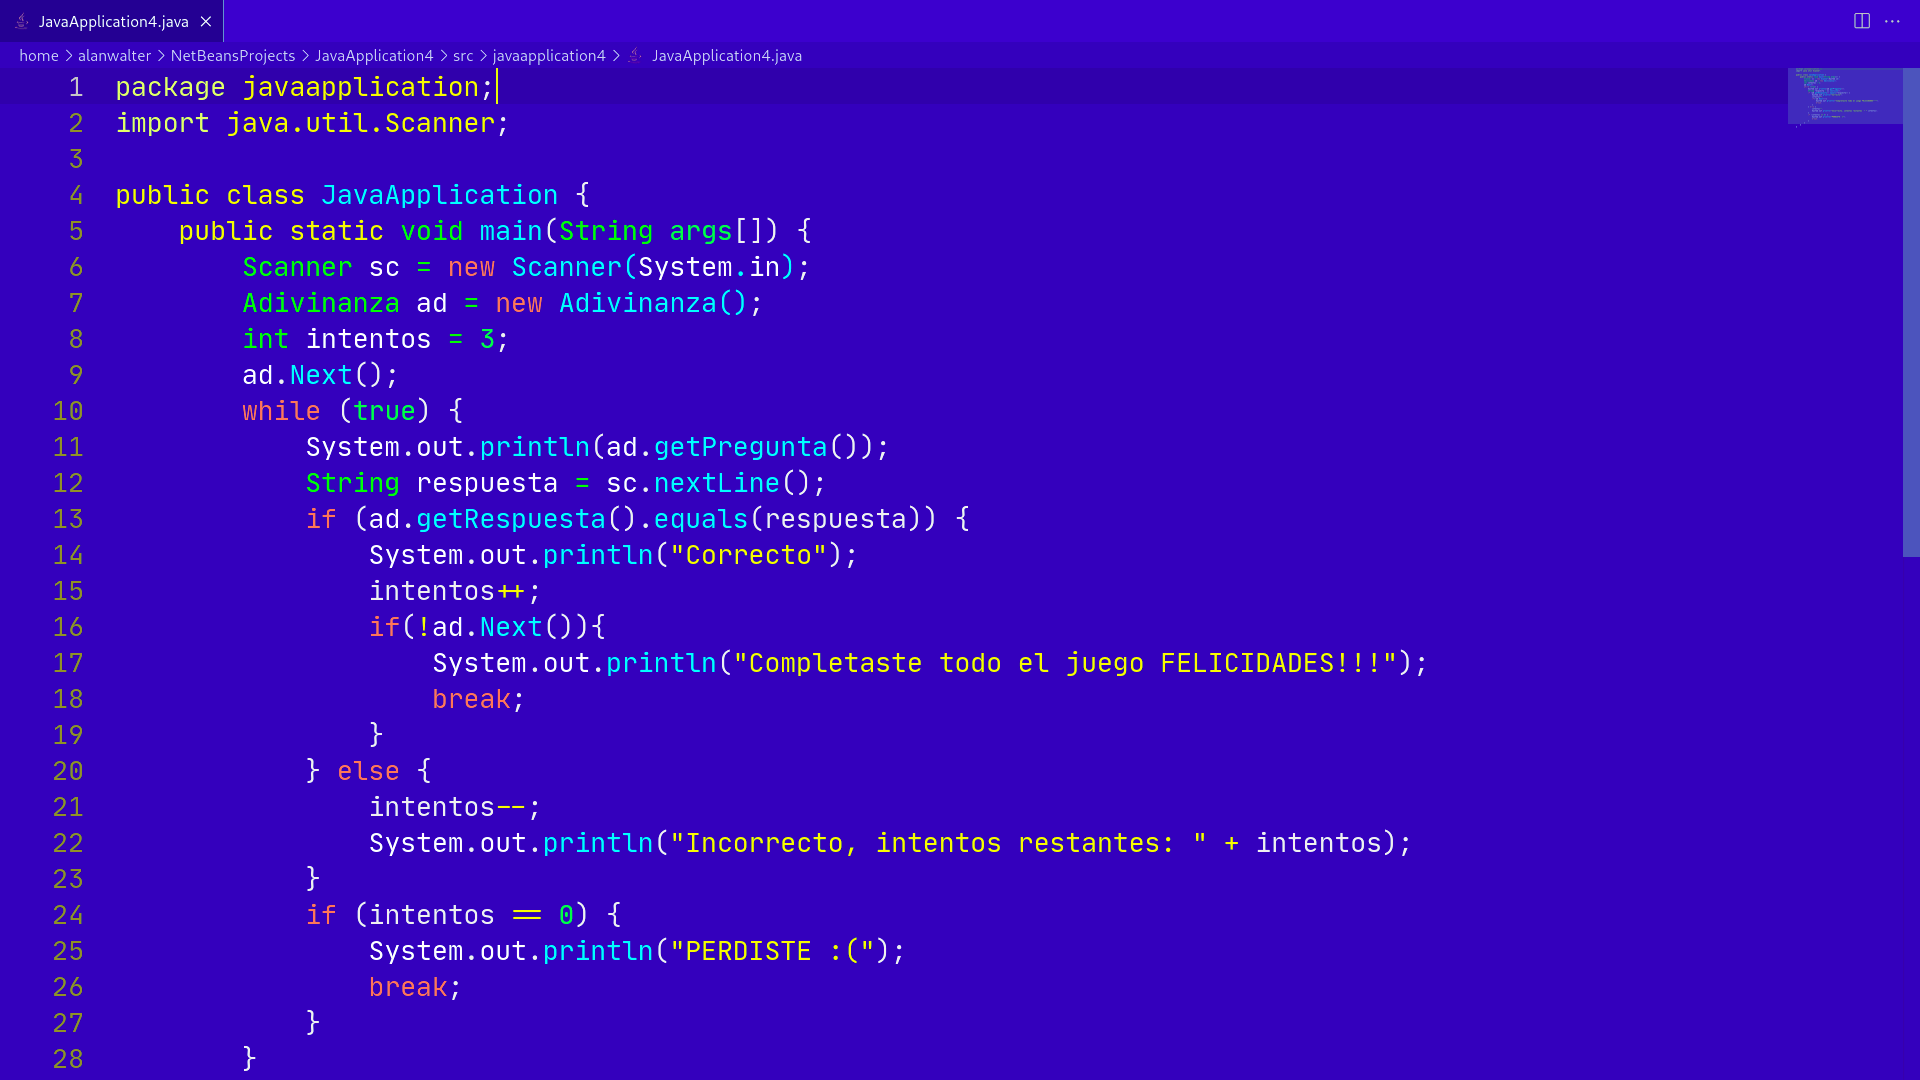 JavaApplication4.java
home > alanwalter > NetBeansProjects > JavaApplication4 > src > javaapplication4 > JavaApplication4.java
1 package javaapplication;
2 import java.util.Scanner;
3
4 public class JavaApplication {
5     public static void main(String args[]) {
6         Scanner sc = new Scanner(System.in);
7         Adivinanza ad = new Adivinanza();
8         int intentos = 3;
9         ad.Next();
10         while (true) {
11             System.out.println(ad.getPregunta());
12             String respuesta = sc.nextLine();
13             if (ad.getRespuesta().equals(respuesta)) {
14                 System.out.println("Correcto");
15                 intentos++;
16                 if(!ad.Next()){
17                     System.out.println("Completaste todo el juego FELICIDADES!!!");
18                     break;
19                 }
20             } else {
21                 intentos--;
22                 System.out.println("Incorrecto, intentos restantes: " + intentos);
23             }
24             if (intentos == 0) {
25                 System.out.println("PERDISTE :(");
26                 break;
27             }
28         }